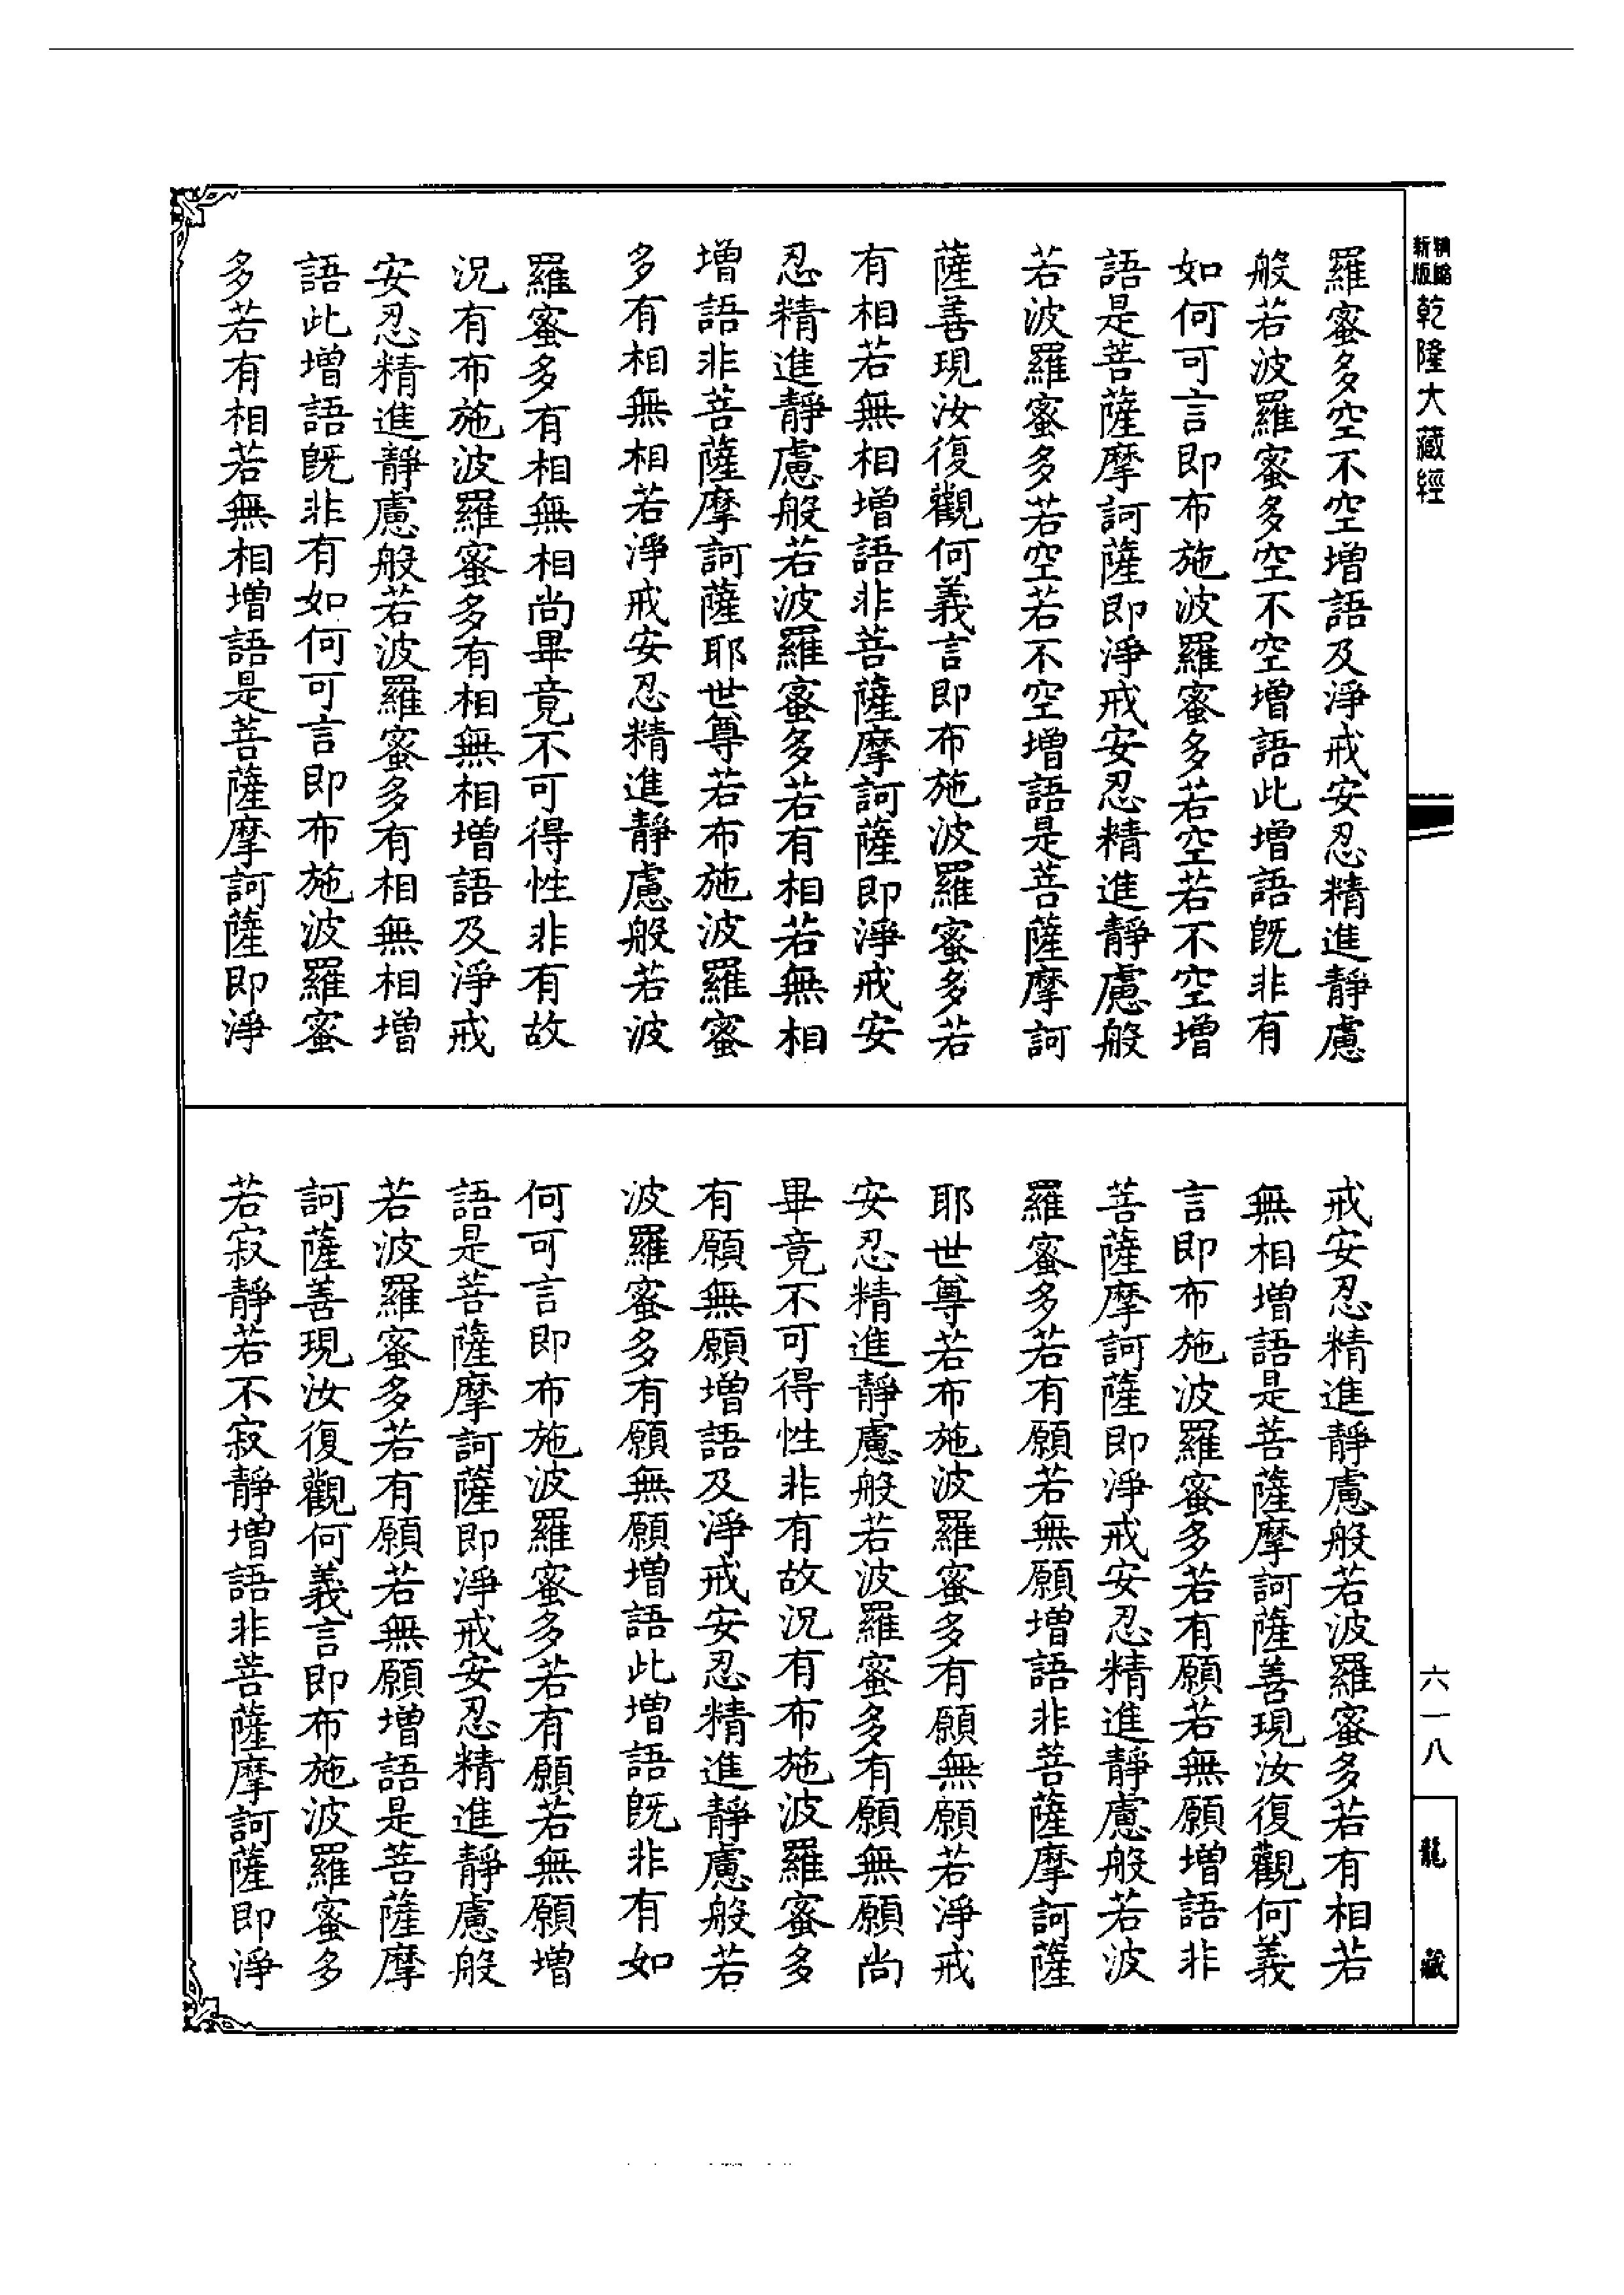 新版
精縮
乾隆大藏經
羅蜜多空不空增語及淨戒安忍精進靜慮
般若波羅蜜多空不空增語此增語既非有
如何可言即布施波羅蜜多若空若不空增
語是菩薩摩訶薩即淨戒安忍精進靜慮般
若波羅蜜多若空若不空增語是菩薩摩訶
薩善現汝復觀何義言即布施波羅蜜多若
有相若無相增語非菩薩摩訶薩即淨戒安
忍精進靜慮般若波羅蜜多若有相若無相
增語非菩薩摩訶薩耶世尊若布施波羅蜜
多有相無相若淨戒安忍精進靜慮般若波
羅蜜多有相無相尚畢竟不可得性非有故
況有布施波羅蜜多有相無相增語及淨戒
安忍精進靜慮般若波羅蜜多有相無相增
語此增語既非有如何可言即布施波羅蜜
多若有相若無相增語是菩薩摩訶薩即淨
戒安忍精進靜慮般若波羅蜜多若有相若
無相增語是菩薩摩訶薩善現汝復觀何義
言即布施波羅蜜多若有願若無願增語非
菩薩摩訶薩即淨戒安忍精進靜慮般若波
羅蜜多若有願若無願增語非菩薩摩訶薩
耶世尊若布施波羅蜜多有願無願若淨戒
安忍精進靜慮般若波羅蜜多有願無願尚
畢竟不可得性非有故況有布施波羅蜜多
有願無願增語及淨戒安忍精進靜慮般若
波羅蜜多有願無願增語此增語既非有如
何可言即布施波羅蜜多若有願若無願增
語是菩薩摩訶薩即淨戒安忍精進靜慮般
若波羅蜜多若有願若無願增語是菩薩摩
訶薩善現汝復觀何義言即布施波羅蜜多
若寂靜若不寂靜增語非菩薩摩訶薩即淨
六一八
龍藏